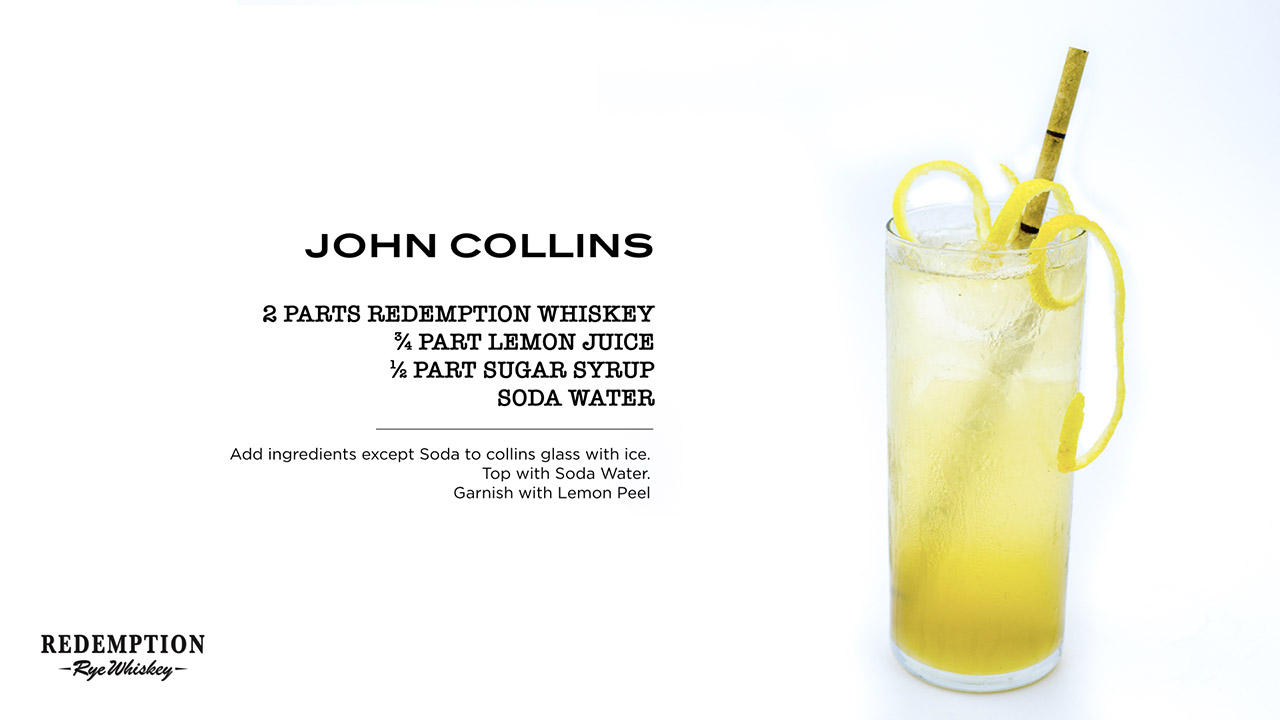 JOHN COLLINS
2 PARTS REDEMPTION WHISKEY
¾ PART LEMON JUICE
½ PART SUGAR SYRUP
SODA WATER
Add ingredients except Soda to collins glass with ice.
Top with Soda Water.
Garnish with Lemon Peel
REDEMPTION
Rye Whiskey